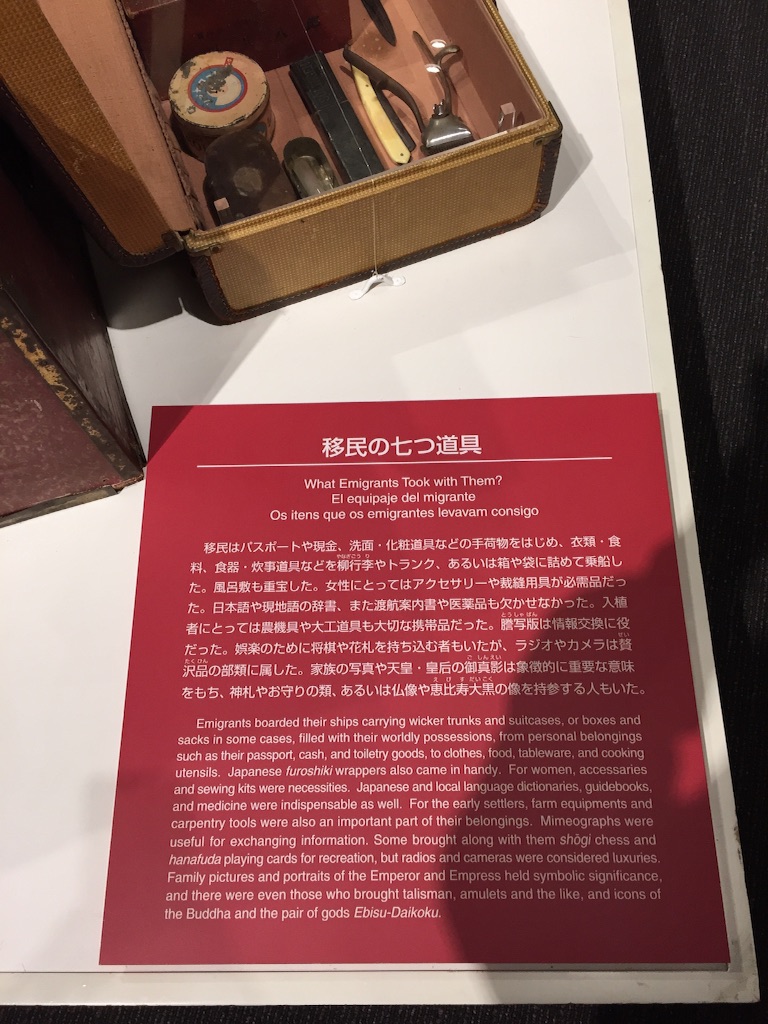 移民の七つ道具
What Emigrants Took with Them?
El equipaje del migrante
Os itens que os emigrantes levavam consigo
移民はパスポートや現金、洗面・化粧道具などの手荷物をはじめ、衣類・食
料、食器・炊事道具などを柳行李やトランク、あるいは箱や袋に詰めて乗船し
た。風呂敷も重宝した。女性にとってはアクセサリーや裁縫用具が必需品だっ
た。日本語や現地語の辞書、また渡航案内書や医薬品も欠かせなかった。入植
者にとっては農機具や大工道具も大切な携帯品だった。謄写版は情報交換に役
だった。娯楽のために将棋や花札を持ち込む者もいたが、ラジオやカメラは贅
沢品の部類に属した。家族の写真や天皇・皇后の御真影は象徴的に重要な意味
をもち、神札やお守りの類、あるいは仏像や恵比寿大黒の像を持参する人もいた。
Emigrants boarded their ships carrying wicker trunks and suitcases, or boxes and
sacks in some cases, filled with their worldly possessions, from personal belongings
such as their passport, cash, and toiletry goods, to clothes, food, tableware, and cooking
utensils. Japanese furoshiki wrappers also came in handy. For women, accessaries
and sewing kits were necessities. Japanese and local language dictionaries, guidebooks,
and medicine were indispensable as well. For the early settlers, farm equipments and
carpentry tools were also an important part of their belongings. Mimeographs were
useful for exchanging information. Some brought along with them shōgi chess and
hanafuda playing cards for recreation, but radios and cameras were considered luxuries.
Family pictures and portraits of the Emperor and Empress held symbolic significance,
and there were even those who brought talisman, amulets and the like, and icons of
the Buddha and the pair of gods Ebisu-Daikoku.